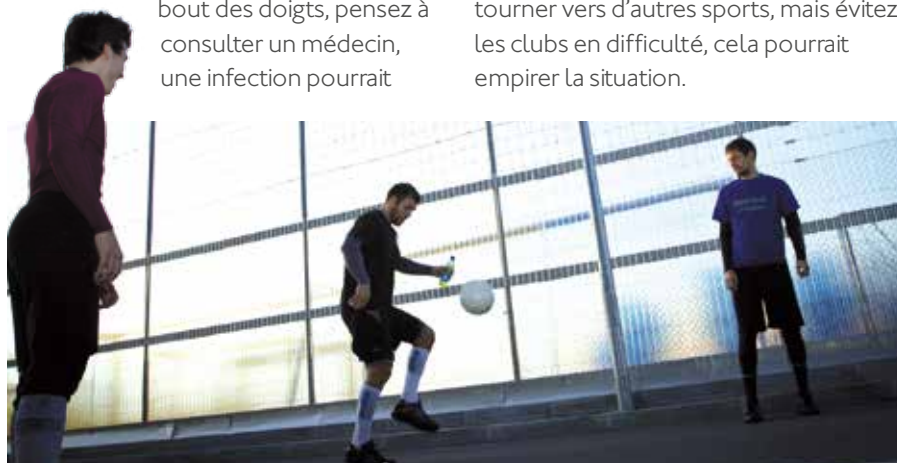 bout des doigts, pensez à
consulter un médecin,
une infection pourrait
tourner vers d’autres sports, mais évitez
les clubs en difficulté, cela pourrait
empirer la situation.